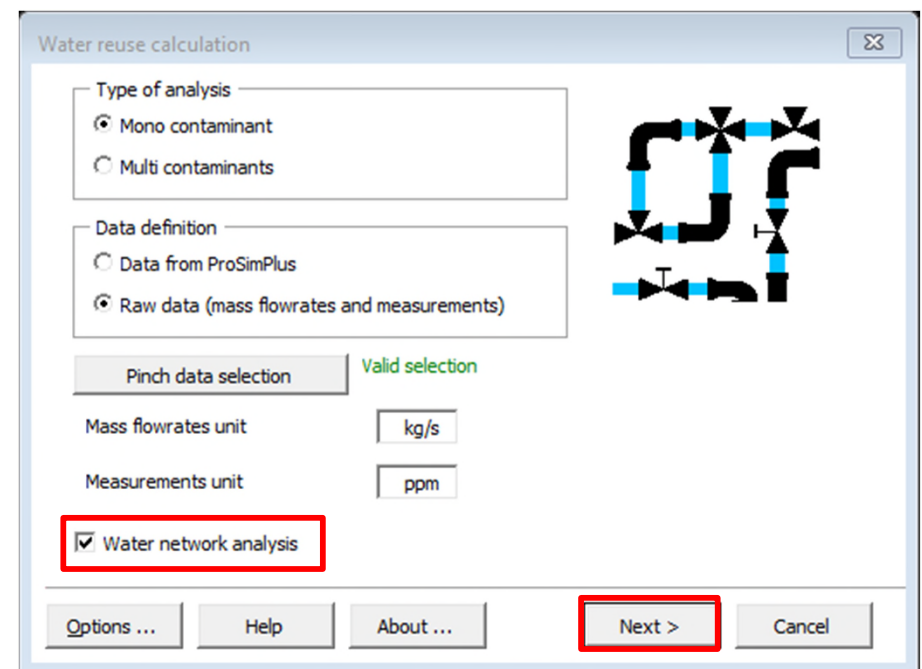 Water reuse calculation
Type of analysis
Mono contaminant
Multi contaminants
Data definition
Data from ProSimPlus
Raw data (mass flowrates and measurements)
Pinch data selection
Valid selection
Mass flowrates unit
kg/s
Measurements unit
ppm
Water network analysis
Options ...
Help
About ...
Next >
Cancel